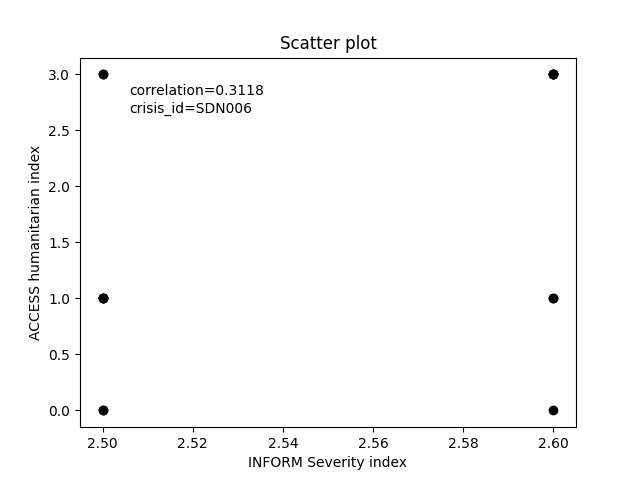 Scatter plot
correlation=0.3118
crisis_id=SDN006
ACCESS humanitarian index
3.0
2.5
2.0
1.5
1.0
0.5
0.0
2.50 2.52 2.54 2.56 2.58 2.60
INFORM Severity index